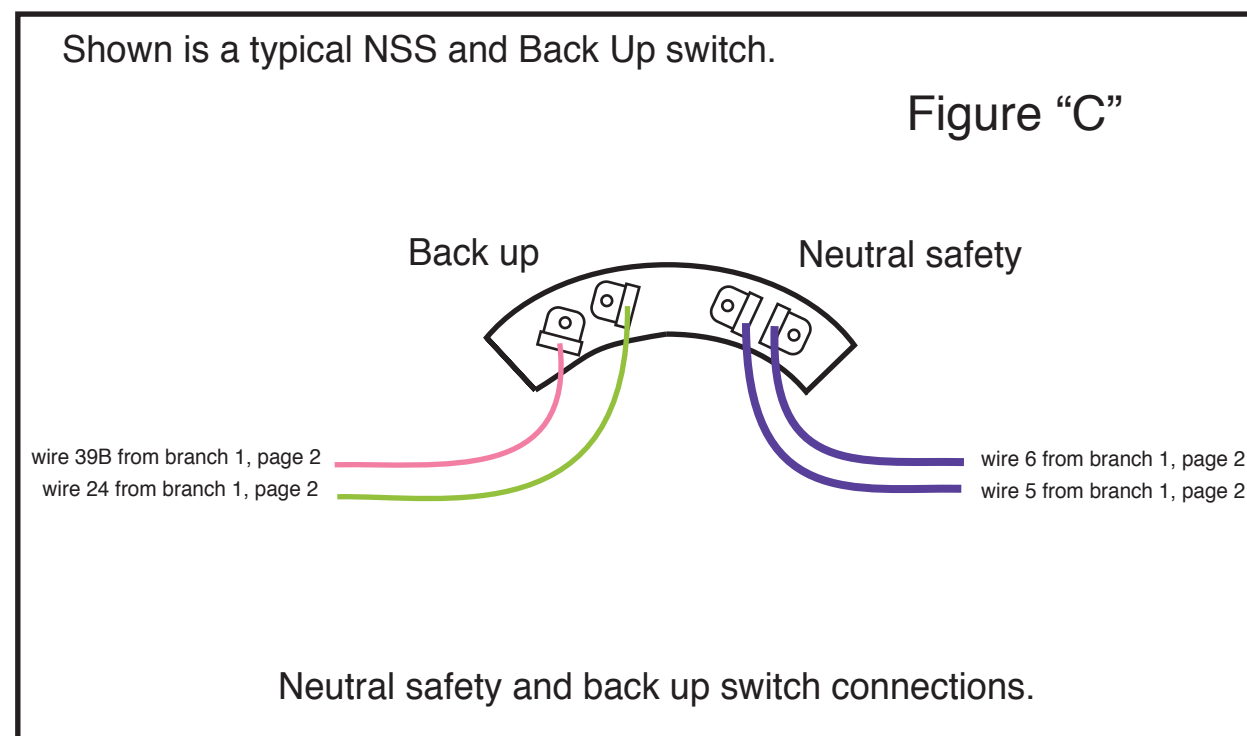 Shown is a typical NSS and Back Up switch.
Figure “C”
Back up
Neutral safety
wire 39B from branch 1, page 2
wire 24 from branch 1, page 2
wire 6 from branch 1, page 2
wire 5 from branch 1, page 2
Neutral safety and back up switch connections.